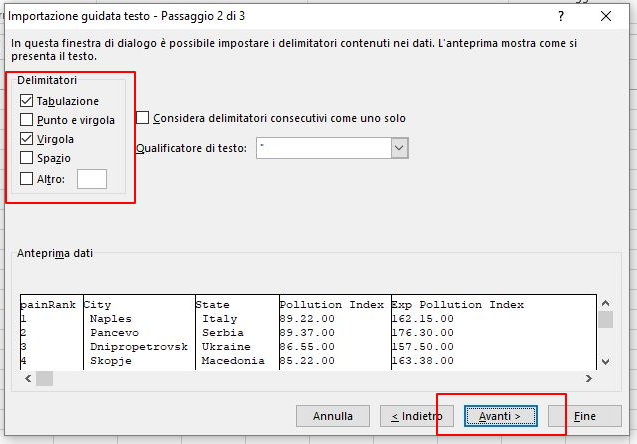 Importazione guidata testo - Passaggio 2 di 3
In questa finestra di dialogo è possibile impostare i delimitatori contenuti nei dati. L'anteprima mostra come si
presenta il testo.
Delimitatori
Tabulazione
Punto e virgola
Virgola
Spazio
Altro:
Considera delimitatori consecutivi come uno solo
Qualificatore di testo: "
Anteprima dati
painRank City State Pollution Index Exp Pollution Index
1 Naples Italy 89.22.00 162.15.00
2 Pancevo Serbia 89.37.00 176.30.00
3 Dnipropetrovsk Ukraine 86.55.00 157.50.00
4 Skopje Macedonia 85.22.00 163.38.00
Annulla < Indietro Avanti > Fine